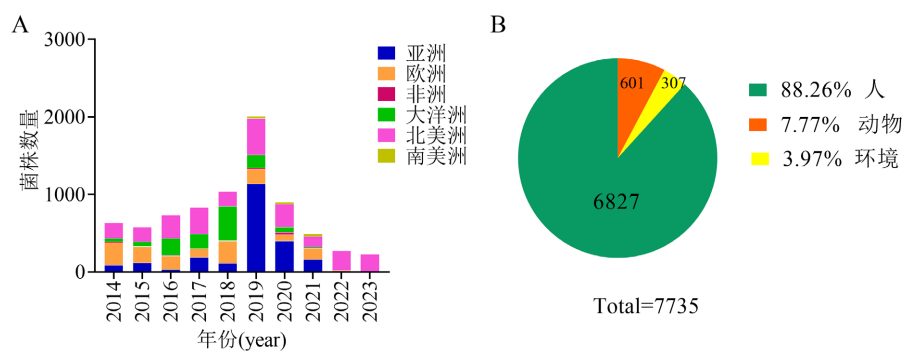 A
菌株数量
3000
2000
1000
0
2014
2015
2016
2017
2018
2019
2020
2021
2022
2023
年份(year)
亚洲
欧洲
非洲
大洋洲
北美洲
南美洲
B
601
307
6827
88.26% 人
7.77% 动物
3.97% 环境
Total=7735